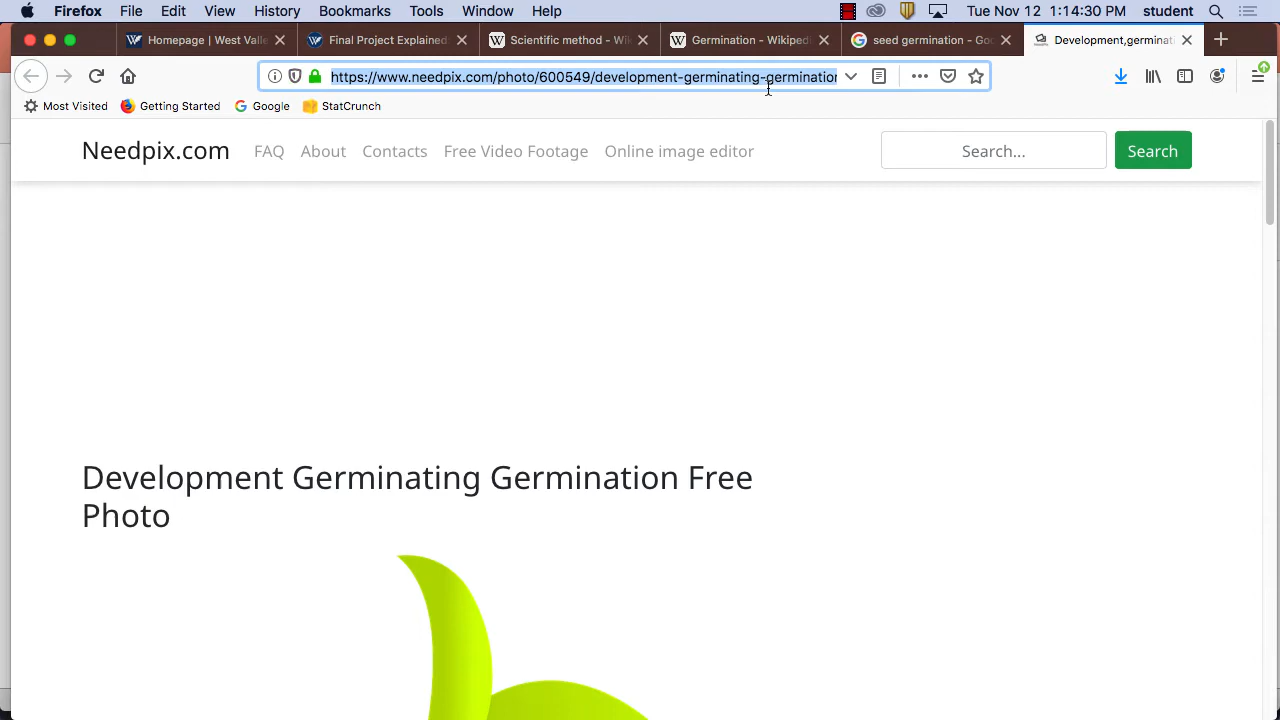 Firefox File Edit View History Bookmarks Tools Window Help Tue Nov 12 1:14:30 PM student
Homepage | West Valle Final Project Explained Scientific method - Wik Germination - Wikiped seed germination - Goo Development,germinati
https://www.needpix.com/photo/600549/development-germinating-germination
Most Visited Getting Started Google StatCrunch
Needpix.com FAQ About Contacts Free Video Footage Online image editor Search... Search
Development Germinating Germination Free
Photo